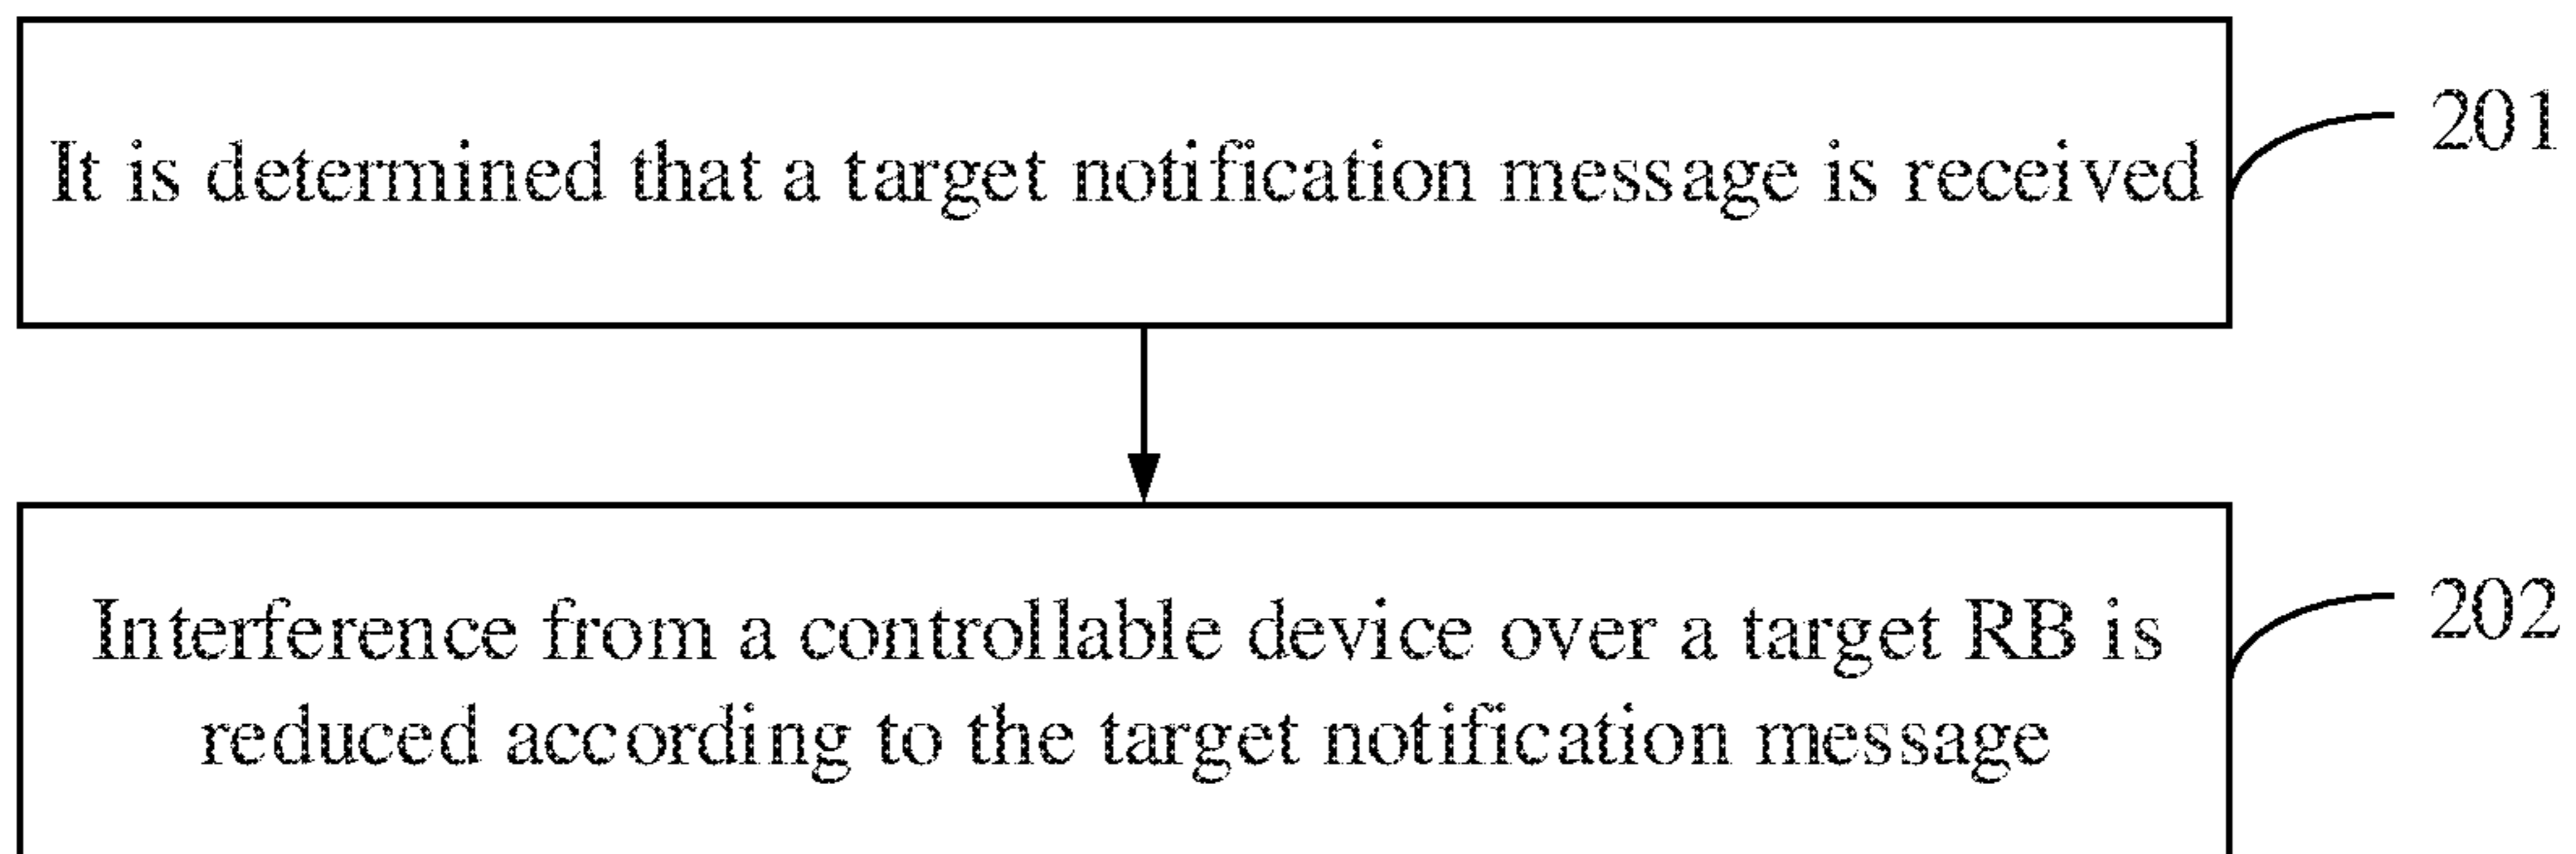 It is determined that a target notification message is received
201
Interference from a controllable device over a target RB is
reduced according to the target notification message
202